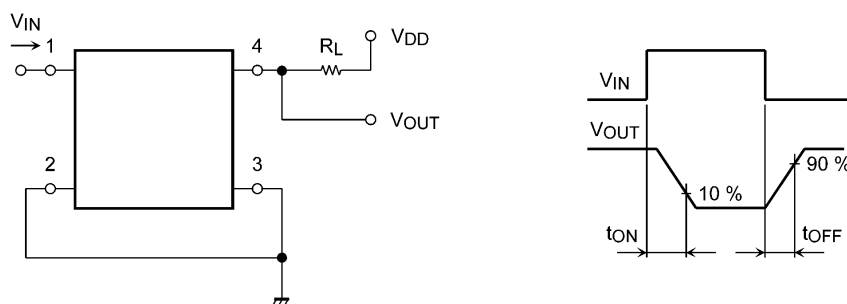 VIN
1
4
RL
VDD
VOUT
2
3
VIN
VOUT
10 %
90 %
tON
tOFF